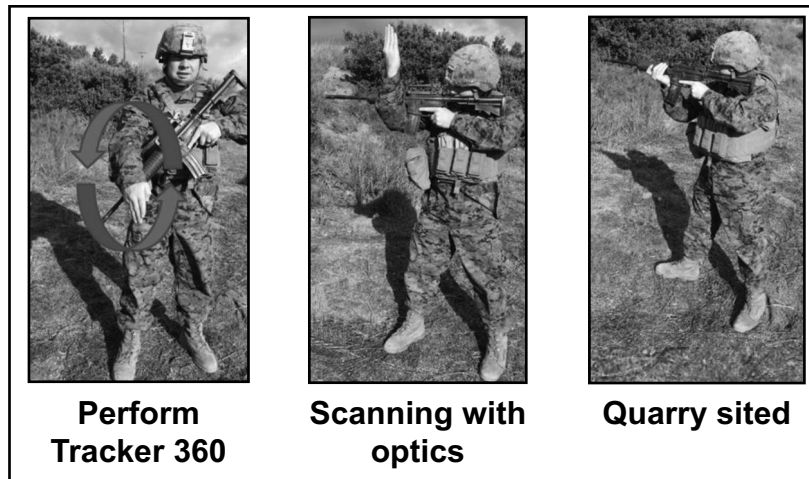 Perform
Tracker 360
Scanning with
optics
Quarry sited